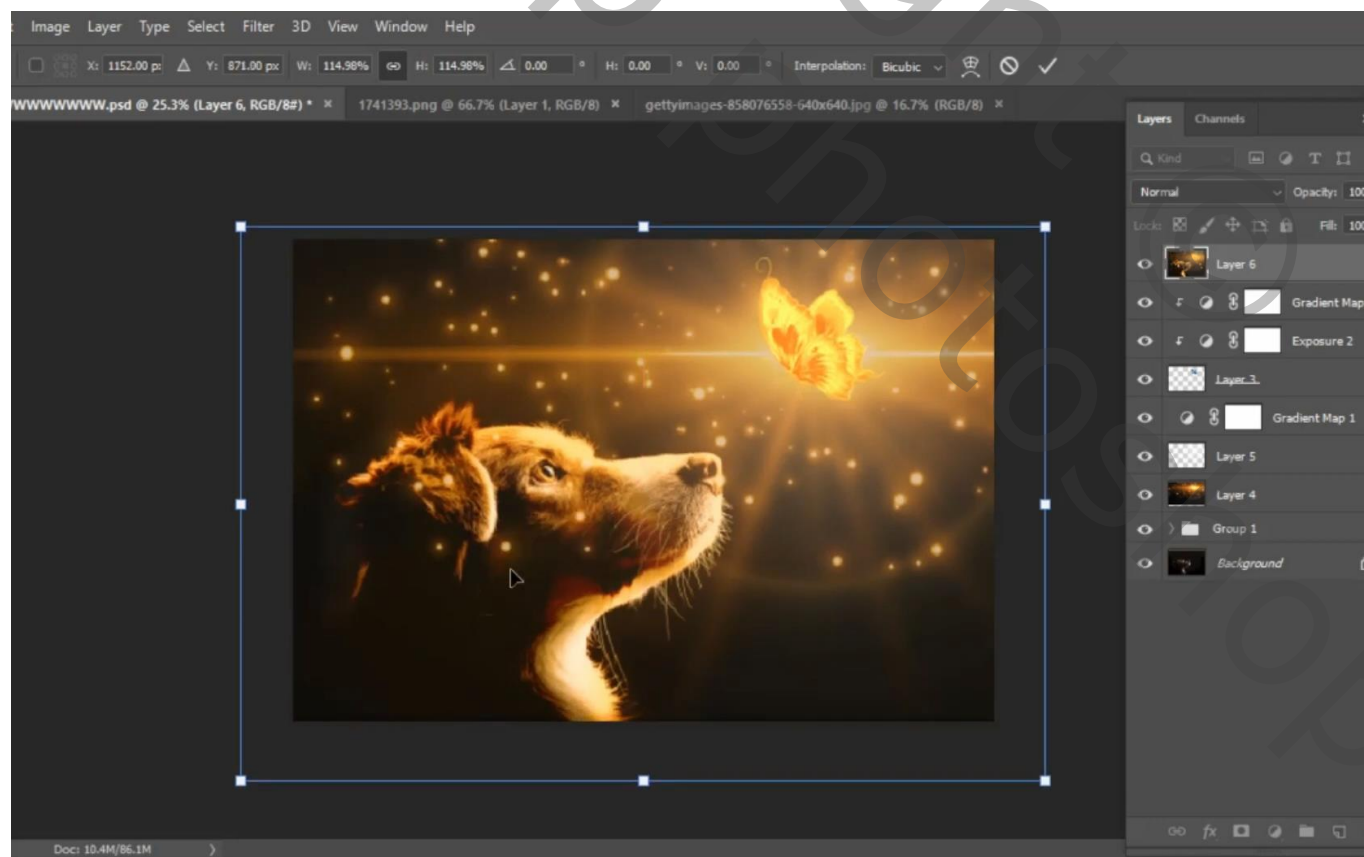 Image Layer Type Select Filter 3D View Window Help
X: 1152.00 p: Y: 871.00 px W: 114.98% H: 114.98% 0.00 ° H: 0.00 ° V: 0.00 ° Interpolation: Bicubic
WWWWWWW.psd @ 25.3% (Layer 6, RGB/8#) * × 1741393.png @ 66.7% (Layer 1, RGB/8) × gettyimages-858076558-640x640.jpg @ 16.7% (RGB/8) ×
Layers Channels
Kind
Normal Opacity: 100
Lock: Fill: 100
Layer 6
Gradient Map
Exposure 2
Layer 3
Gradient Map 1
Layer 5
Layer 4
Group 1
Background
fx
Doc: 10.4M/86.1M